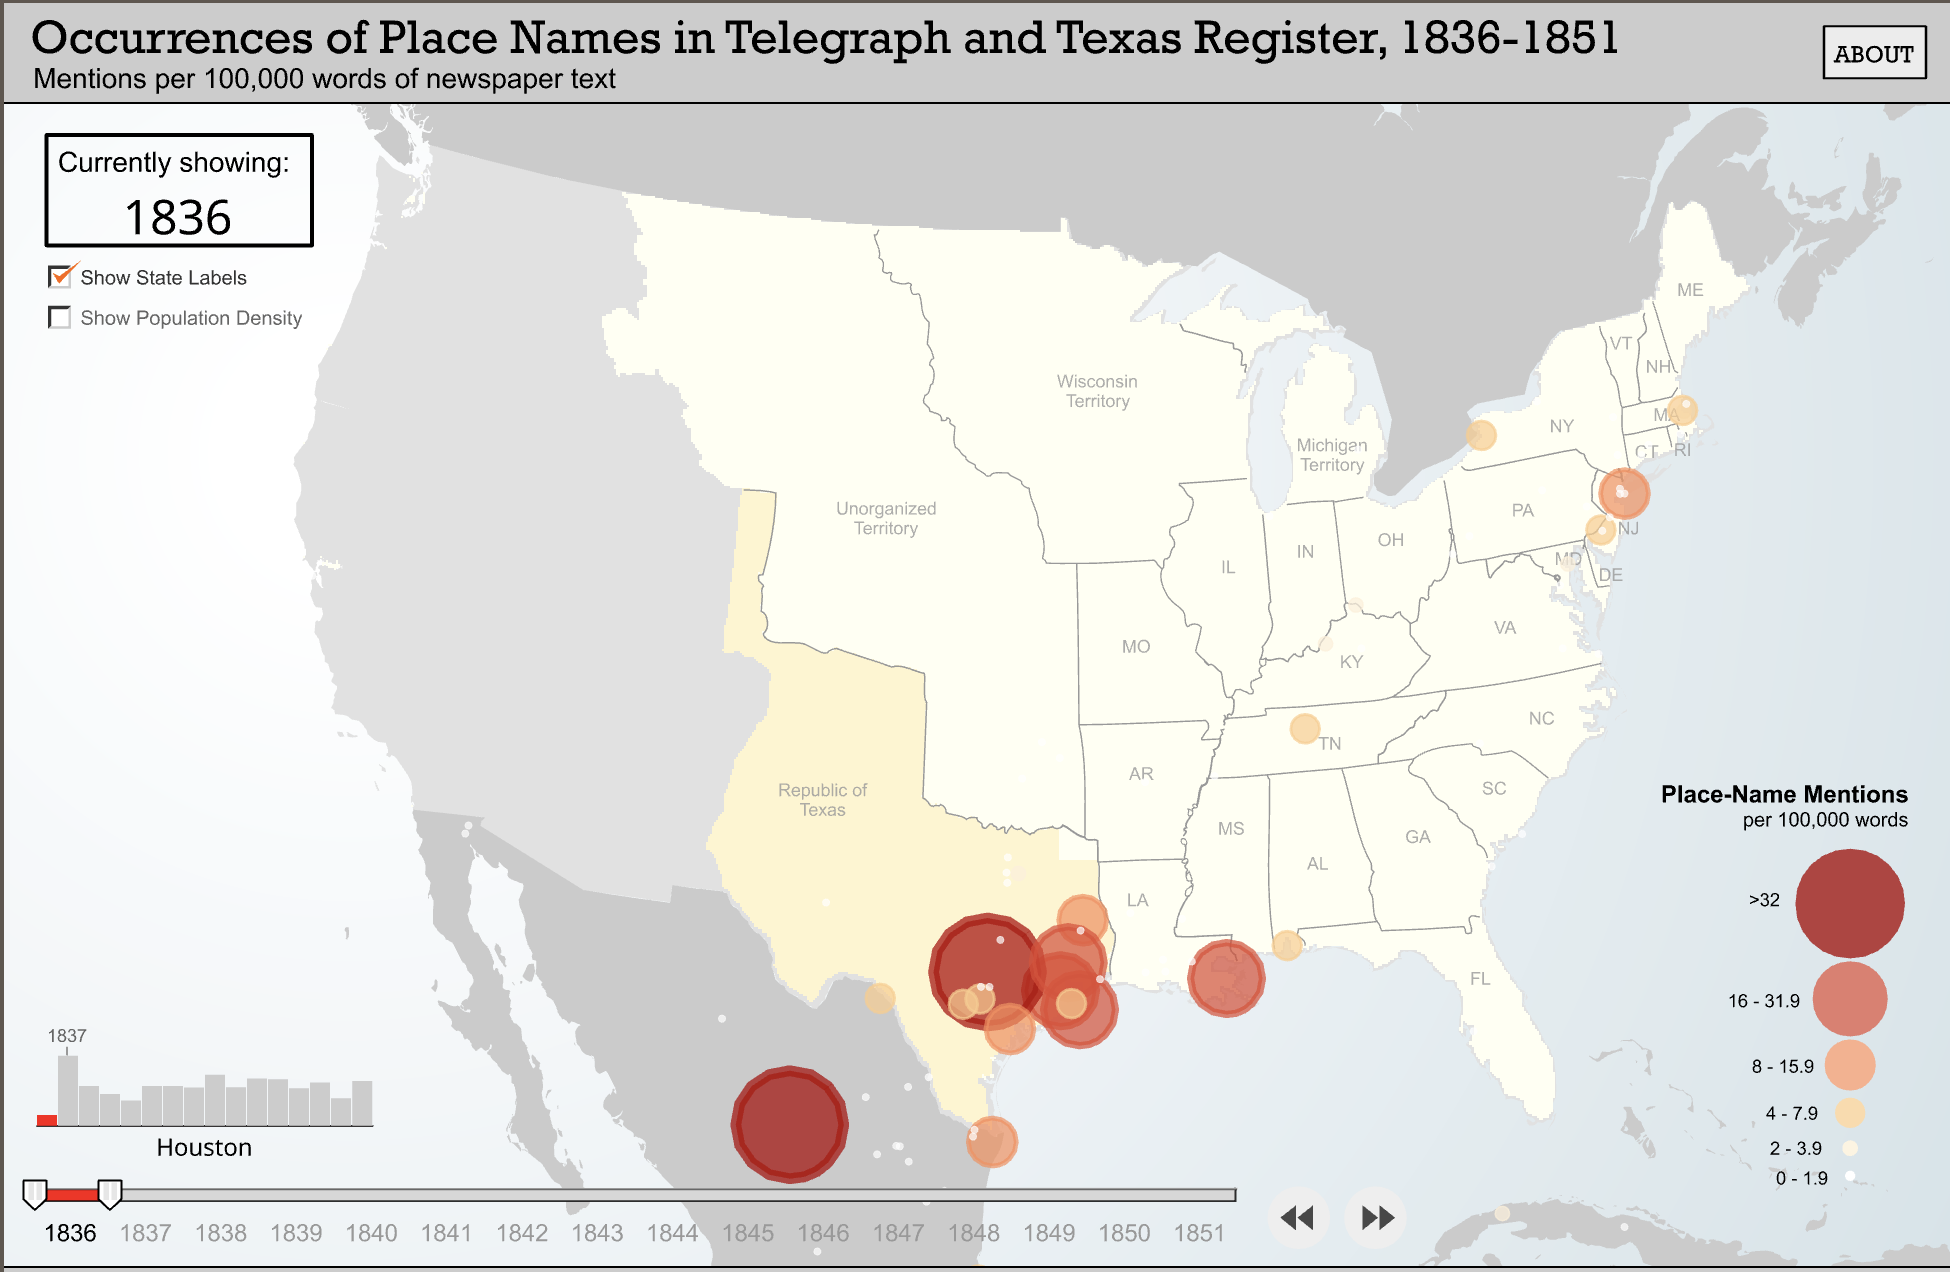 Occurrences of Place Names in Telegraph and Texas Register, 1836-1851
Mentions per 100,000 words of newspaper text
ABOUT
Currently showing:
1836
Show State Labels
Show Population Density
ME
VT
NH
Wisconsin
Territory
MA
NY
Michigan
Territory
CT
RI
Unorganized
Territory
PA
NJ
OH
IN
MD
IL
DE
VA
MO
KY
NC
TN
AR
Republic of
Texas
SC
MS
GA
AL
LA
FL
Place-Name Mentions
per 100,000 words
>32
16 - 31.9
8 - 15.9
4 - 7.9
2 - 3.9
0 - 1.9
1837
Houston
1836 1837 1838 1839 1840 1841 1842 1843 1844 1845 1846 1847 1848 1849 1850 1851